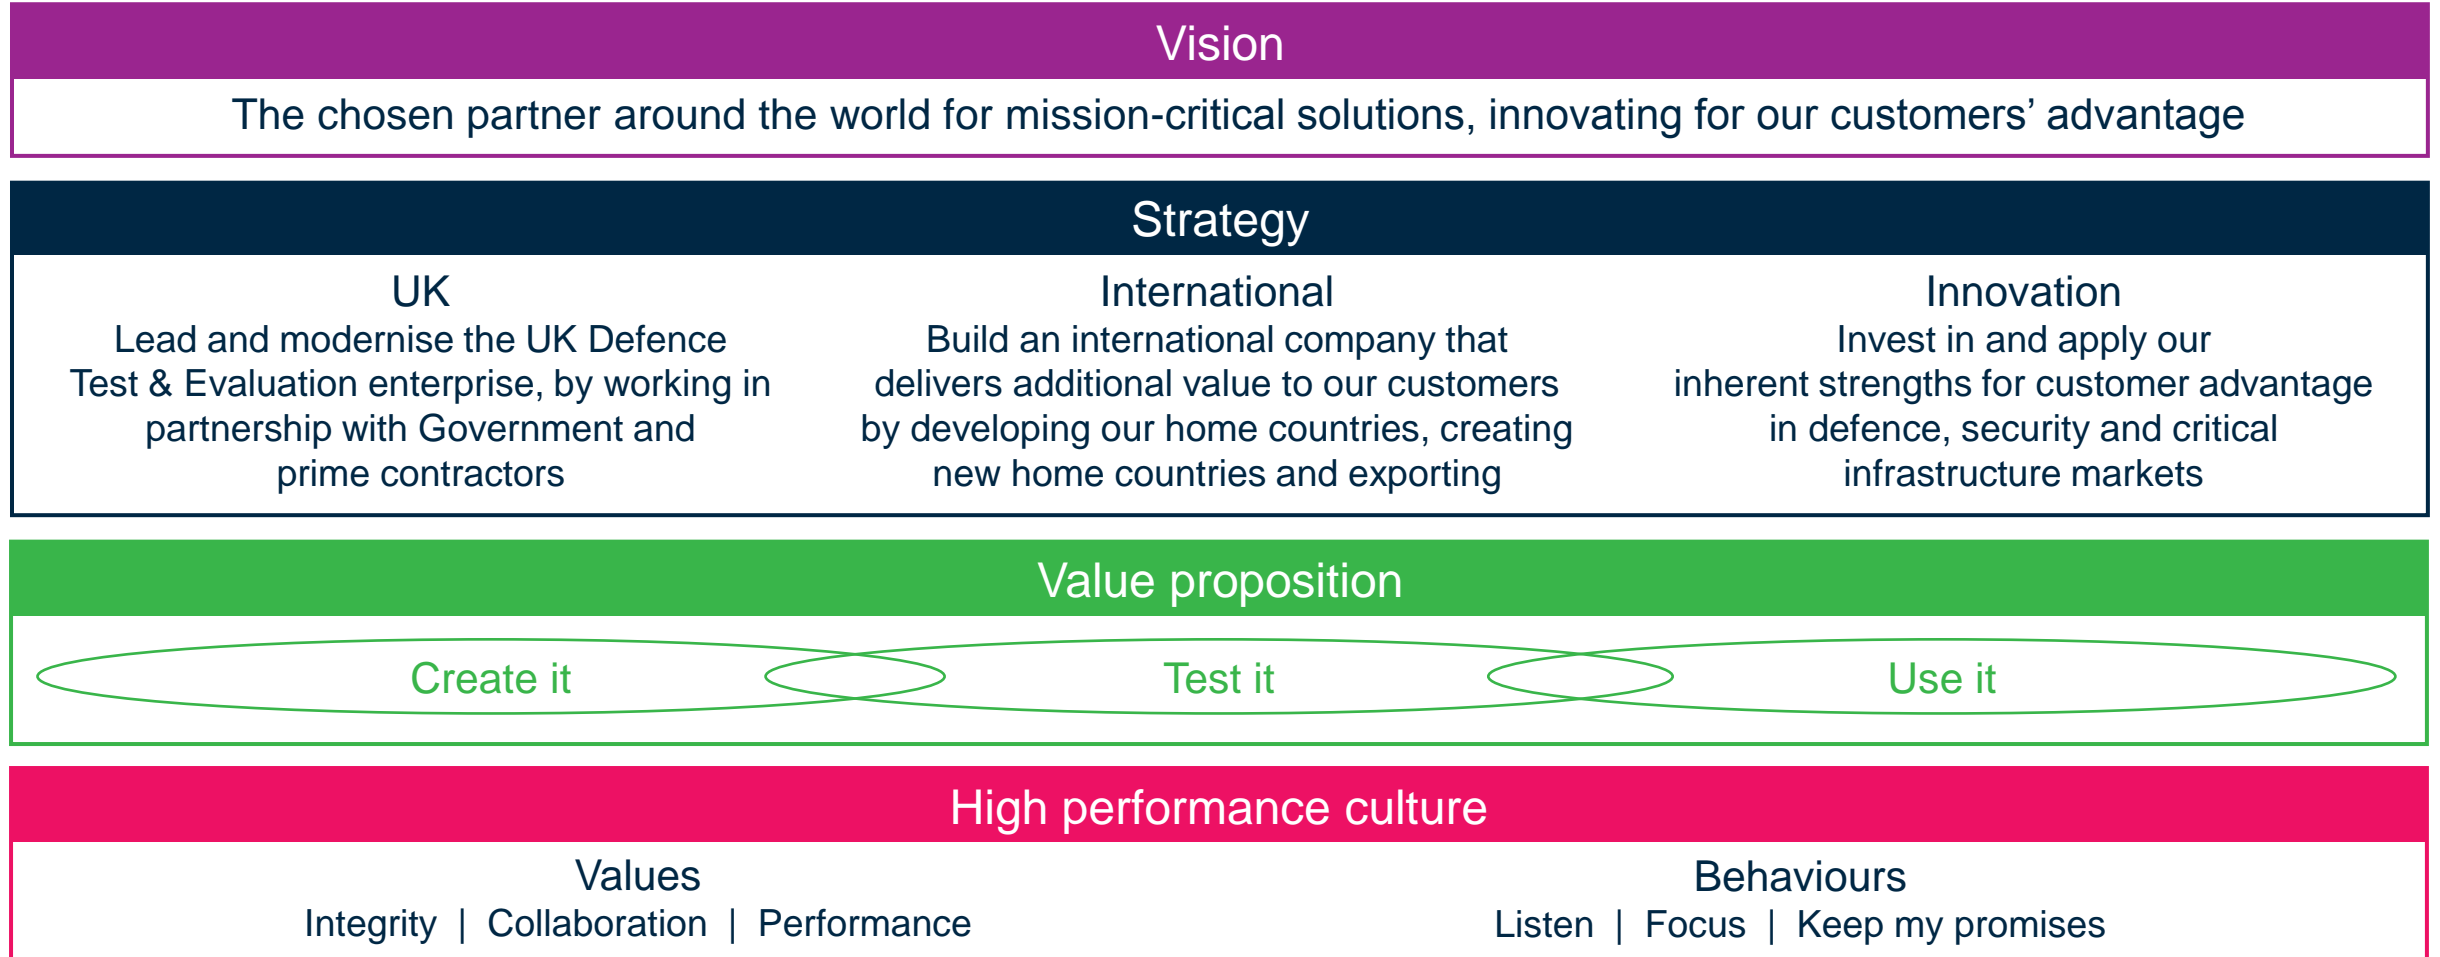 Vision
The chosen partner around the world for mission-critical solutions, innovating for our customers’ advantage
Strategy
UK
Lead and modernise the UK Defence
Test & Evaluation enterprise, by working in
partnership with Government and
prime contractors
International
Build an international company that
delivers additional value to our customers
by developing our home countries, creating
new home countries and exporting
Innovation
Invest in and apply our
inherent strengths for customer advantage
in defence, security and critical
infrastructure markets
Value proposition
Create it
Test it
Use it
High performance culture
Values
Integrity | Collaboration | Performance
Behaviours
Listen | Focus | Keep my promises